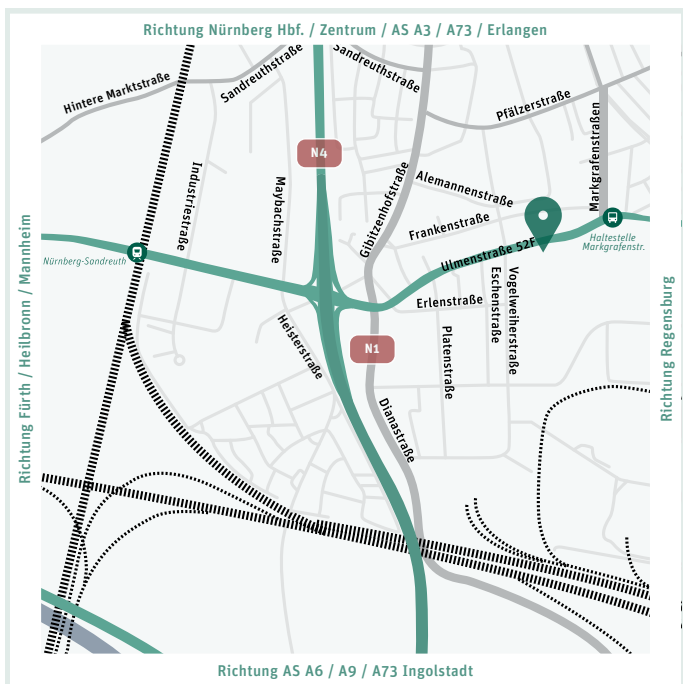 Richtung Nürnberg Hbf. / Zentrum / AS A3 / A73 / Erlangen
Hintere Marktstraße
Sandreuthstraße
Sandreuthstraße
Pfälzerstraße
Markgrafenstraßen
N4
Industriestraße
Maybachstraße
Gibitzenhofstraße
Alemannenstraße
Frankenstraße
Ulmenstraße 52F
Haltestelle
Markgrafenstr.
Nürnberg-Sandreuth
Erlenstraße
Eschenstraße
Vogelweiherstraße
Platenstraße
Heisterstraße
N1
Dianastraße
Richtung Fürth / Heilbronn / Mannheim
Richtung Regensburg
Richtung AS A6 / A9 / A73 Ingolstadt